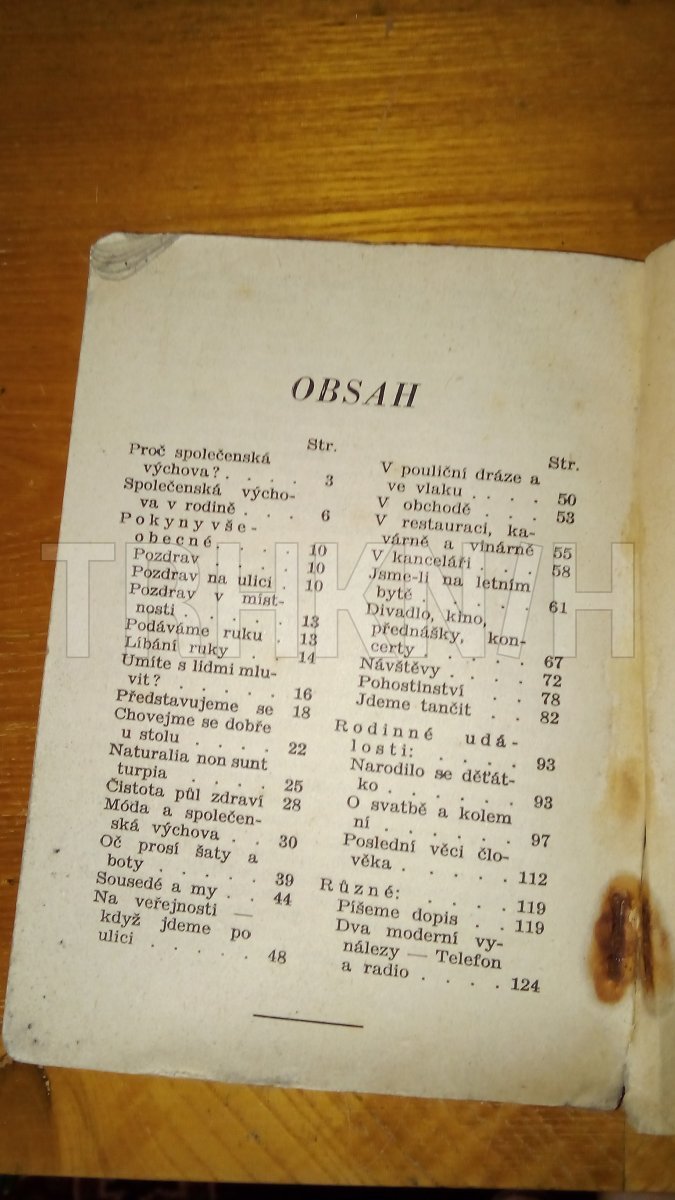 OBSAH
Str.
Proč společenská
výchova? . . . . 3
Společenská výcho-
va v rodině . . . 6
Pokyny vše-
obecné . . . . 10
Pozdrav . . . . 10
Pozdrav na ulici . 10
Pozdrav v míst-
nosti . . . . . 13
Podáváme ruku . 13
Líbání ruky . . 14
Umíte s lidmi mlu-
vit? . . . . . 16
Představujeme se 18
Chovejme se dobře
u stolu . . . . 22
Naturalia non sunt
turpia . . . . 25
Čistota půl zdraví 28
Móda a společen-
ská výchova . . 30
Oč prosí šaty a
boty . . . . . 39
Sousedé a my . . 44
Na veřejnosti —
když jdeme po
ulici . . . . . 48
Str.
V pouliční dráze a
ve vlaku . . . . 50
V obchodě . . . 53
V restauraci, ka-
várně a vinárně 55
V kanceláři . . . 58
Jsme-li na letním
bytě . . . . . 61
Divadlo, kino,
přednášky, kon-
certy . . . . 67
Návštěvy . . . . 72
Pohostinství . . 78
Jdeme tančit . . 82
Rodinné udá-
losti: . . . . 93
Narodilo se děťát-
ko . . . . . . 93
O svatbě a kolem
ní . . . . . . 97
Poslední věci člo-
věka . . . . . 112
Různé: . . . . 119
Píšeme dopis . . 119
Dva moderní vy-
nálezy — Telefon
a radio . . . . 124
TRHKNIH